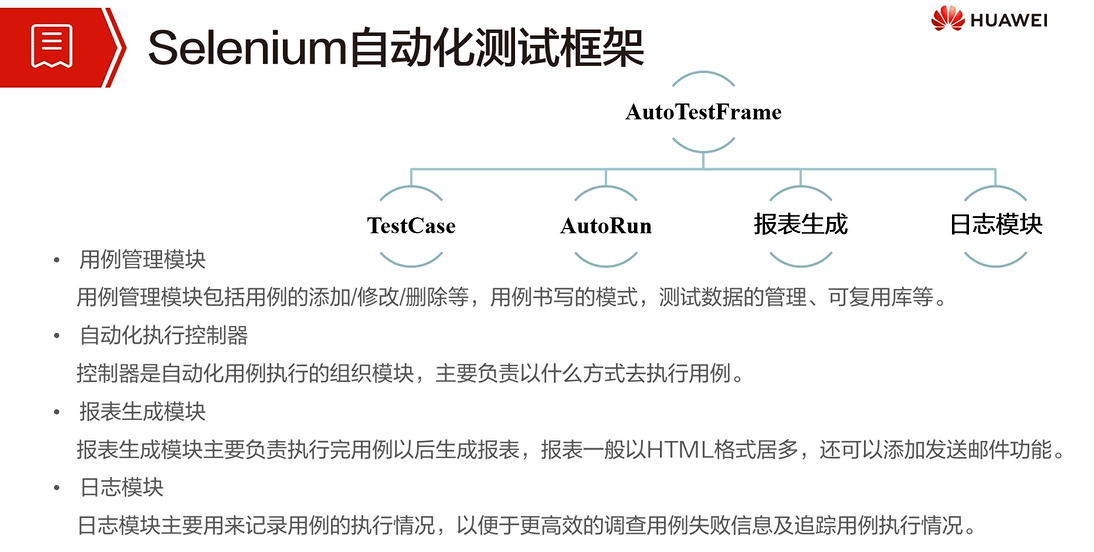 Selenium自动化测试框架
HUAWEI
AutoTestFrame
TestCase
AutoRun
报表生成
日志模块
• 用例管理模块
用例管理模块包括用例的添加/修改/删除等，用例书写的模式，测试数据的管理、可复用库等。
• 自动化执行控制器
控制器是自动化用例执行的组织模块，主要负责以什么方式去执行用例。
• 报表生成模块
报表生成模块主要负责执行完用例以后生成报表，报表一般以HTML格式居多，还可以添加发送邮件功能。
• 日志模块
日志模块主要用来记录用例的执行情况，以便于更高效的调查用例失败信息及追踪用例执行情况。